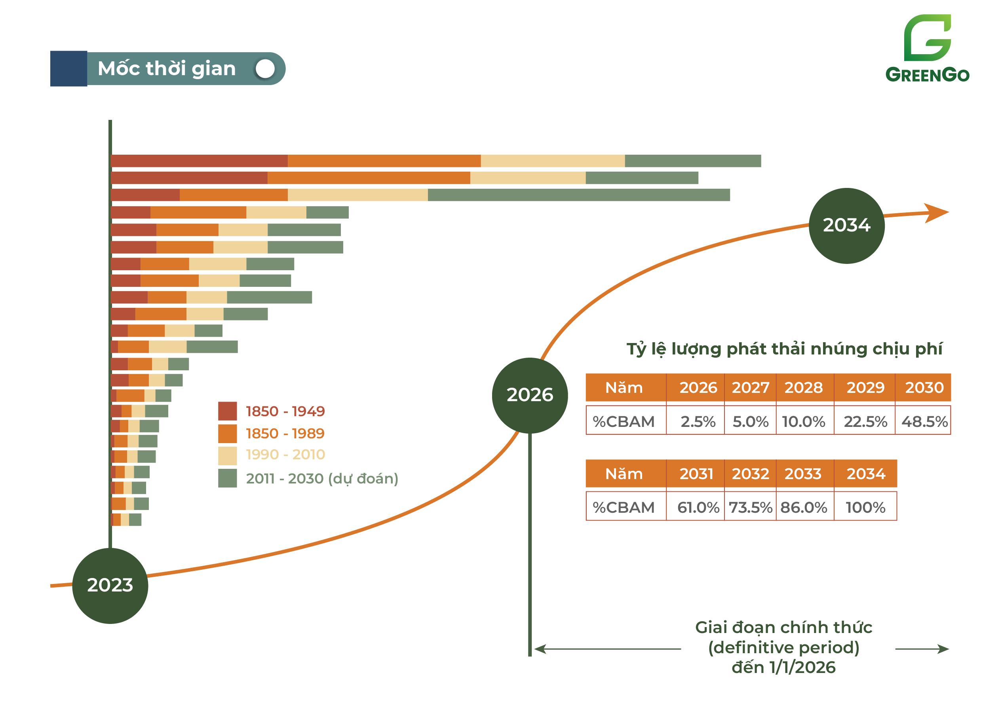 Mốc thời gian
GREENGO
2034
2026
2023
1850 - 1949
1850 - 1989
1990 - 2010
2011 - 2030 (dự đoán)
Tỷ lệ lượng phát thải nhúng chịu phí
Năm 2026 2027 2028 2029 2030
%CBAM 2.5% 5.0% 10.0% 22.5% 48.5%
Năm 2031 2032 2033 2034
%CBAM 61.0% 73.5% 86.0% 100%
Giai đoạn chính thức
(definitive period)
đến 1/1/2026